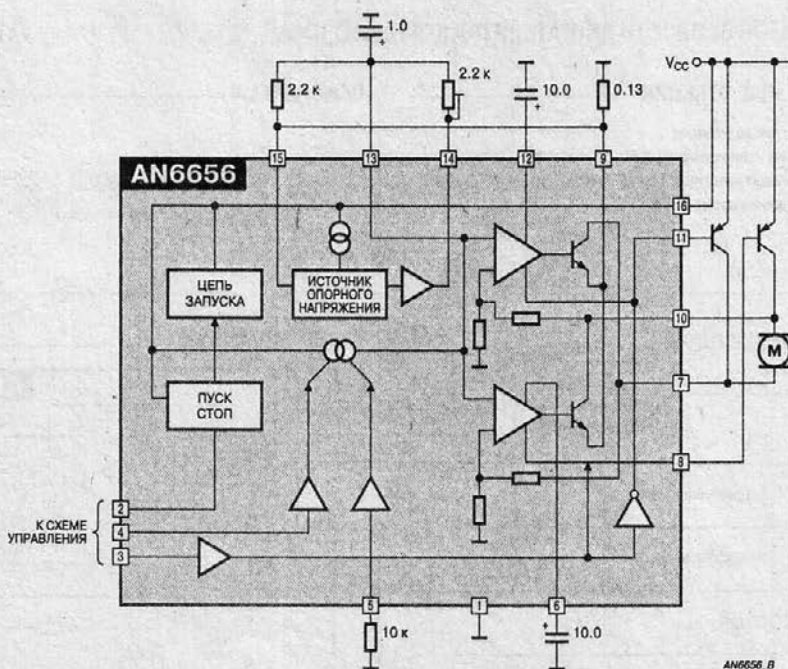 1.0
2.2 к
2.2 к
10.0
0.13
Vcc
15
13
14
12
9
AN6656
16
11
ЦЕПЬ
ЗАПУСКА
ИСТОЧНИК
ОПОРНОГО
НАПРЯЖЕНИЯ
10
М
ПУСК
СТОП
7
8
2
К СХЕМЕ
УПРАВЛЕНИЯ
4
3
5
1
6
10 к
10.0
AN6656_B